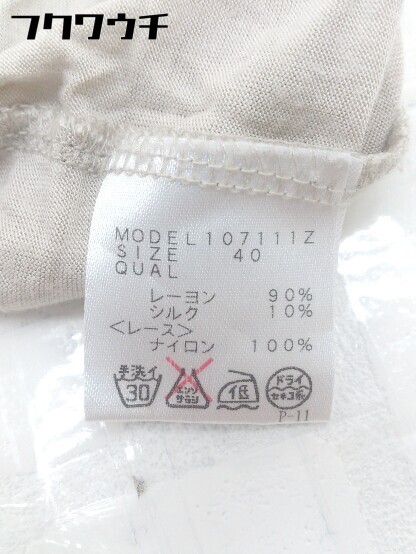 フクワウチ
MODEL107111Z
SIZE 40
QUAL
レーヨン 90%
シルク 10%
<レース>
ナイロン 100%
手洗イ 30 エンソサラシ 低 ドライ セキユ系
P-11